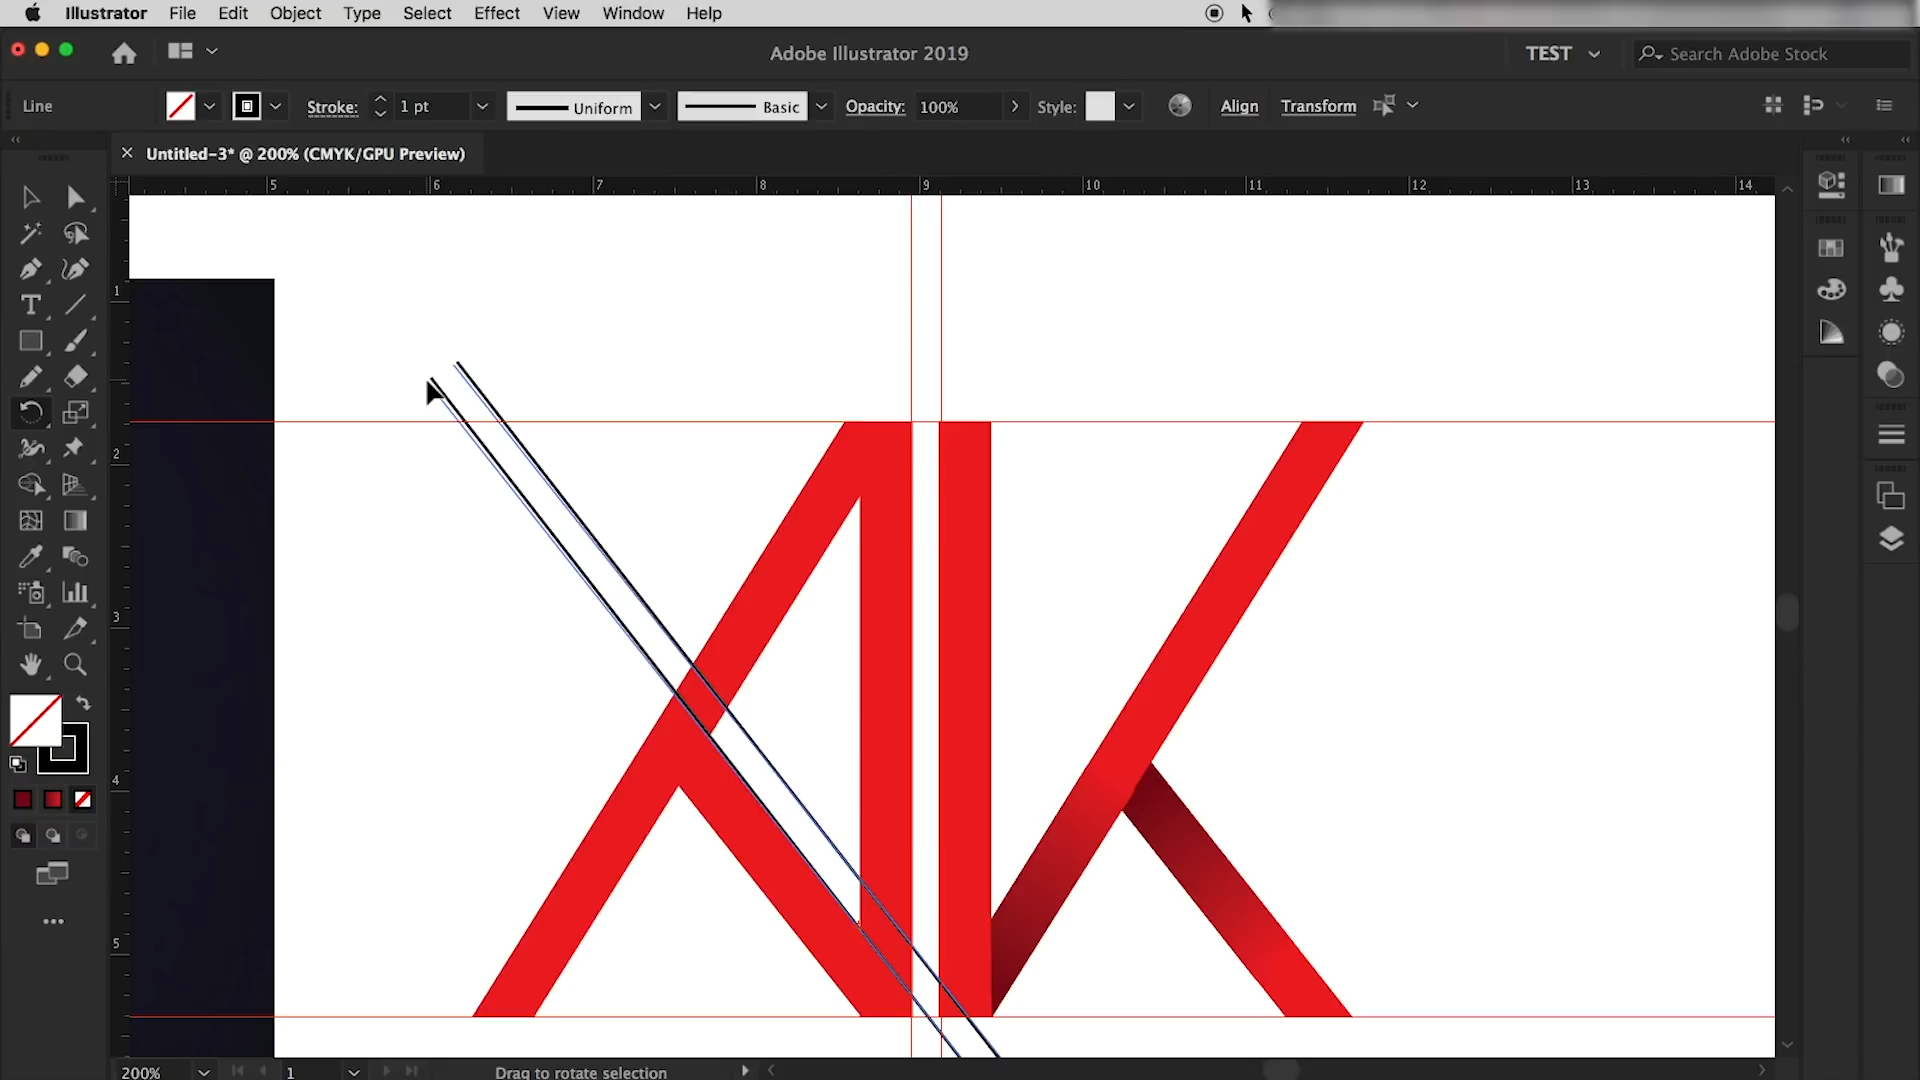 Illustrator File Edit Object Type Select Effect View Window Help
Adobe Illustrator 2019
TEST
Search Adobe Stock
Line
Stroke: 1 pt
Uniform
Basic
Opacity: 100%
Style:
Align
Transform
Untitled-3* @ 200% (CMYK/GPU Preview)
5 6 7 8 9 10 11 12 13 14
1
2
3
4
5
AK
200%
1
Drag to rotate selection